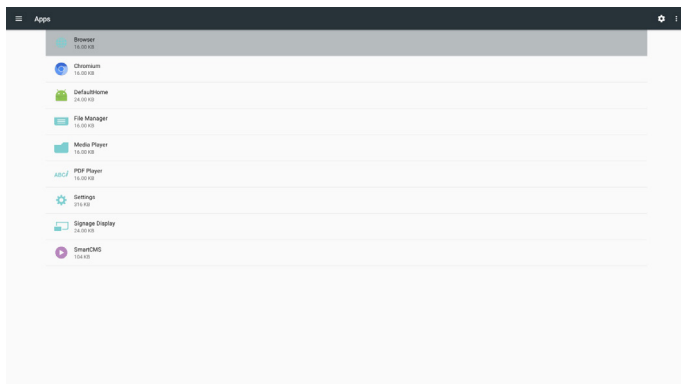 Apps
Browser
16.00 KB
Chromium
16.00 KB
DefaultHome
24.00 KB
File Manager
16.00 KB
Media Player
16.00 KB
ABC
PDF Player
16.00 KB
Settings
316 KB
Signage Display
24.00 KB
SmartCMS
104 KB